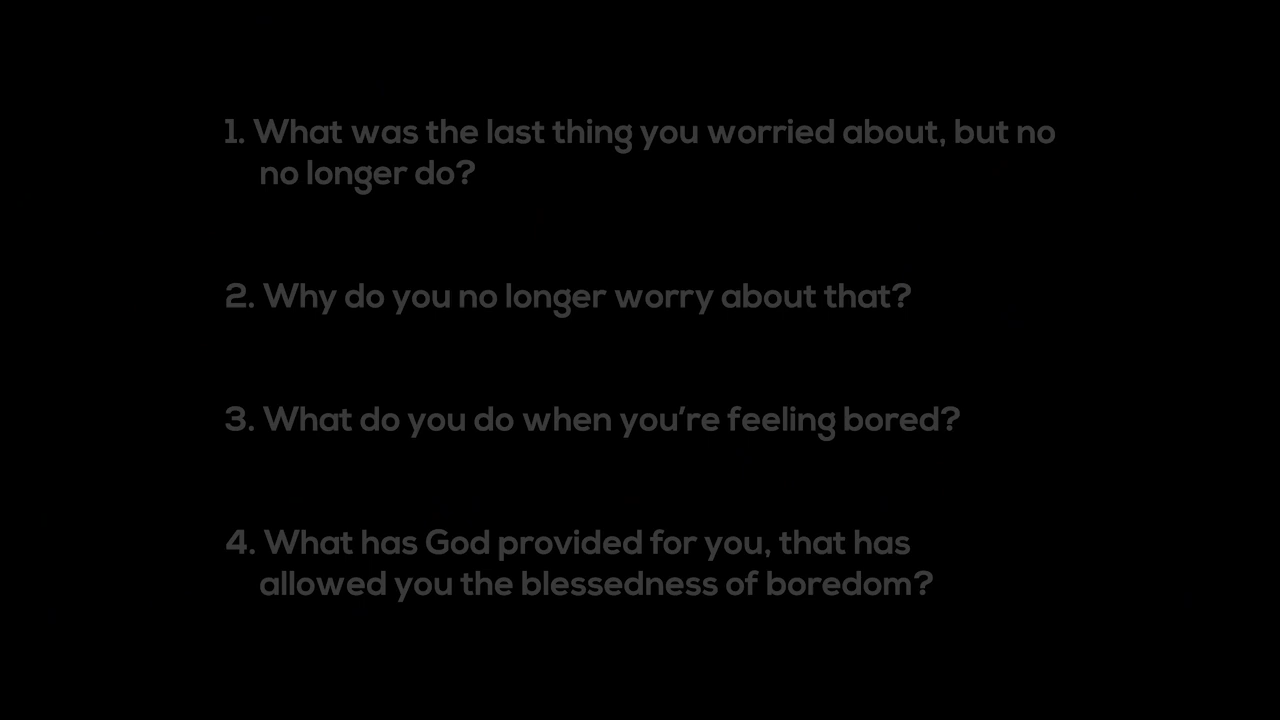 1. What was the last thing you worried about, but no
no longer do?
2. Why do you no longer worry about that?
3. What do you do when you’re feeling bored?
4. What has God provided for you, that has
allowed you the blessedness of boredom?